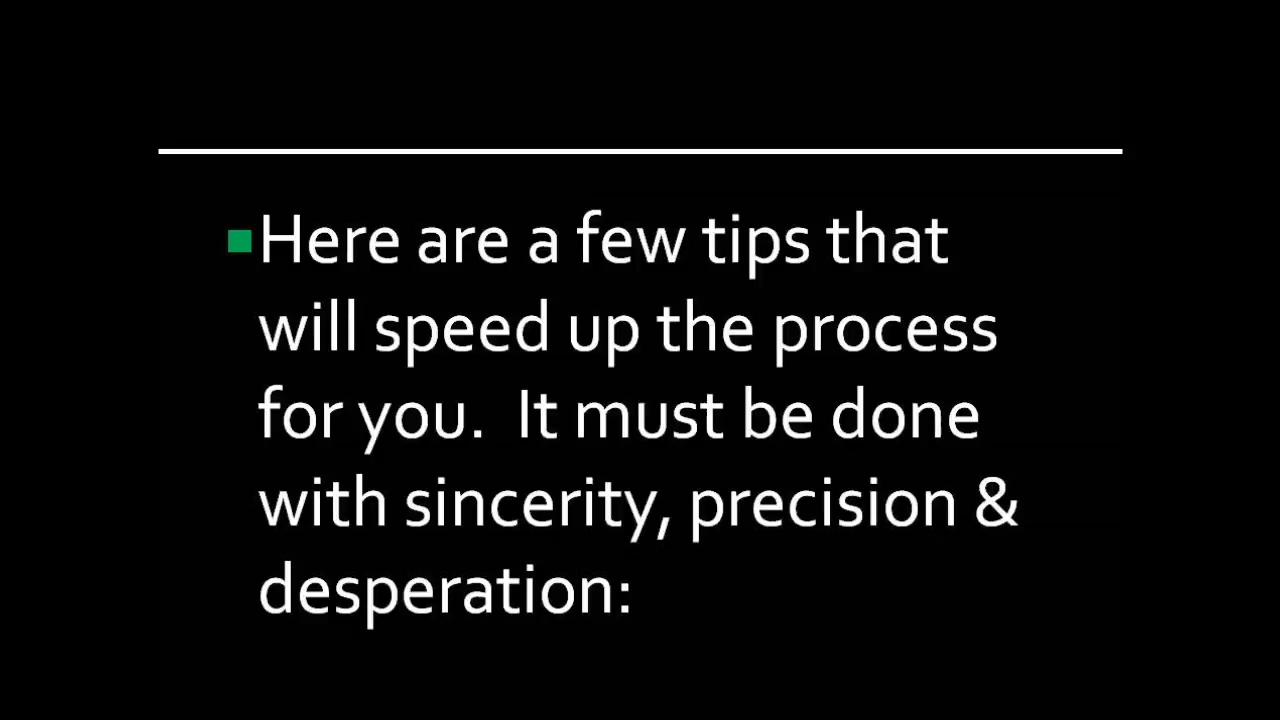 Here are a few tips that
will speed up the process
for you.  It must be done
with sincerity, precision &
desperation: